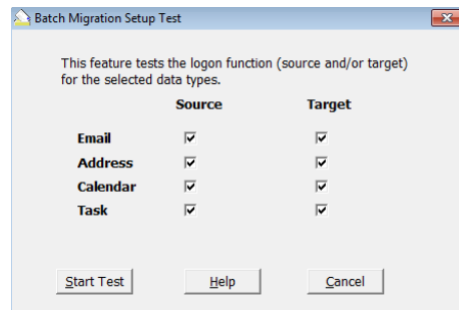 Batch Migration Setup Test
This feature tests the logon function (source and/or target)
for the selected data types.
Source Target
Email
Address
Calendar
Task
Start Test Help Cancel